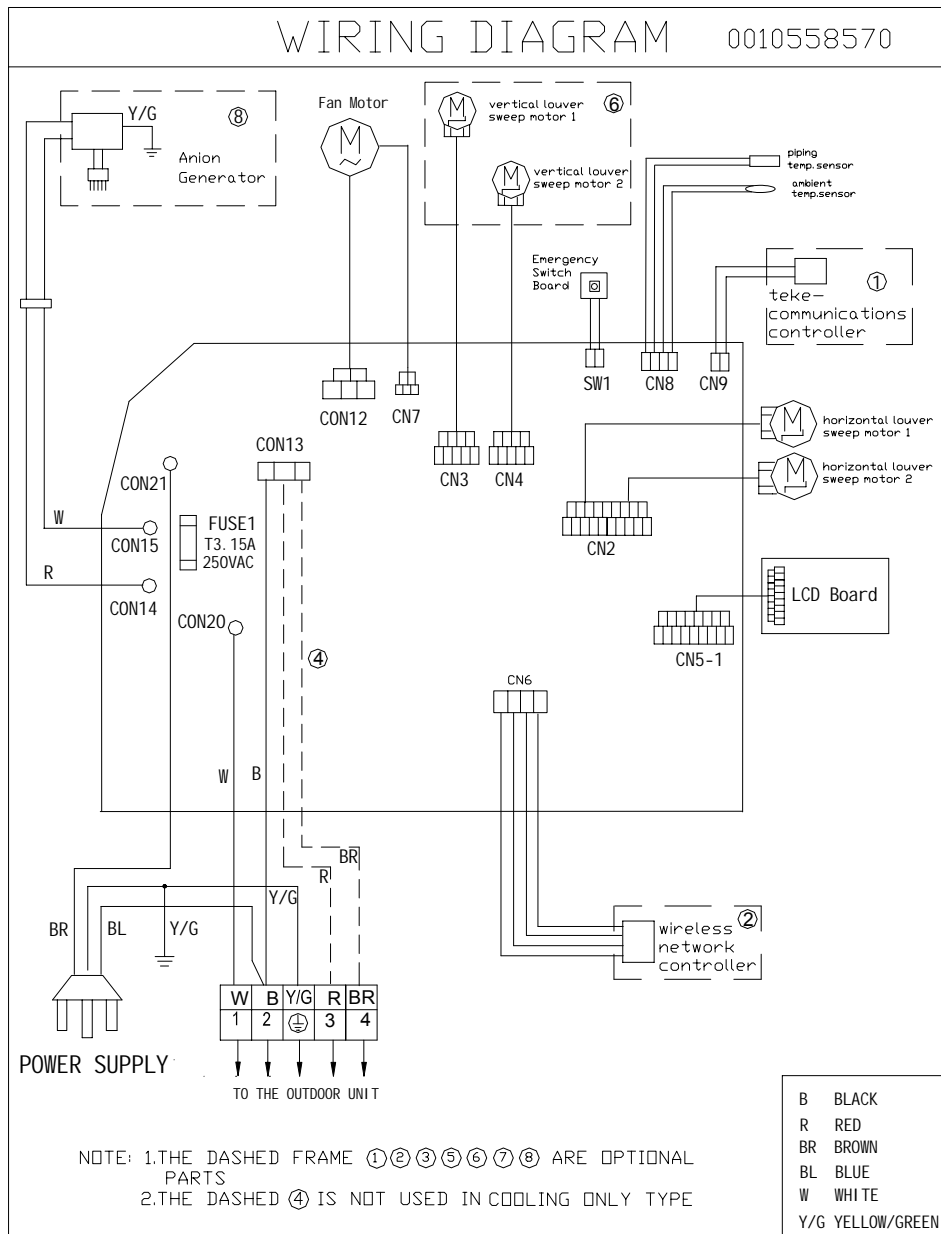 WIRING DIAGRAM 0010558570
Y/G
⑧
Anion
Generator
Fan Motor
M
~
M
vertical louver
sweep motor 1
⑥
M
vertical louver
sweep motor 2
piping
temp.sensor
ambient
temp.sensor
Emergency
Switch
Board
①
teke-
communications
controller
SW1
CN8
CN9
CON12
CN7
CON13
CN3
CN4
M
horizontal louver
sweep motor 1
M
horizontal louver
sweep motor 2
CON21
W
CON15
FUSE1
T3.15A
250VAC
R
CON14
CN2
LCD Board
CON20
CN5-1
④
CN6
W
B
BR
R
Y/G
BR
BL
Y/G
②
wireless
network
controller
W B Y/G R BR
1 2 3 4
POWER SUPPLY
TO THE OUTDOOR UNIT
NOTE: 1.THE DASHED FRAME ①②③⑤⑥⑦⑧ ARE OPTIONAL
PARTS
2.THE DASHED ④ IS NOT USED IN COOLING ONLY TYPE
B BLACK
R RED
BR BROWN
BL BLUE
W WHITE
Y/G YELLOW/GREEN